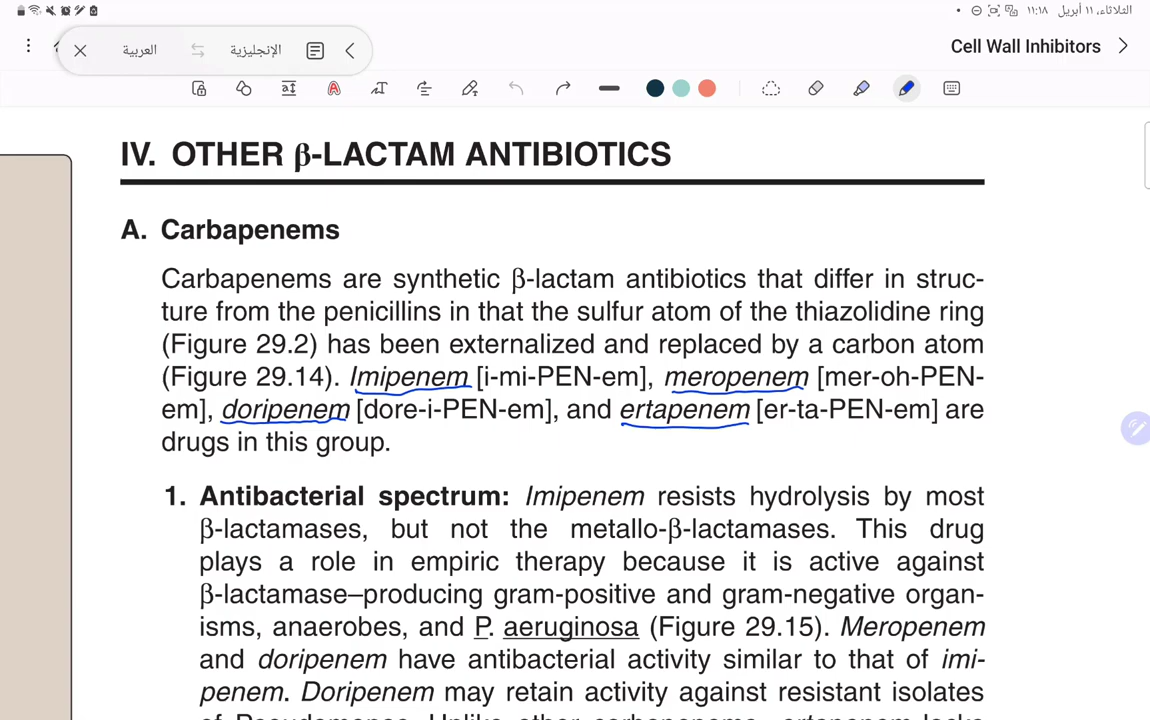 الثلاثاء، ١١ أبريل ١١:١٨
العربية
الإنجليزية
Cell Wall Inhibitors
IV. OTHER β-LACTAM ANTIBIOTICS
A. Carbapenems
Carbapenems are synthetic β-lactam antibiotics that differ in struc-
ture from the penicillins in that the sulfur atom of the thiazolidine ring
(Figure 29.2) has been externalized and replaced by a carbon atom
(Figure 29.14). Imipenem [i-mi-PEN-em], meropenem [mer-oh-PEN-
em], doripenem [dore-i-PEN-em], and ertapenem [er-ta-PEN-em] are
drugs in this group.
1. Antibacterial spectrum: Imipenem resists hydrolysis by most
β-lactamases, but not the metallo-β-lactamases. This drug
plays a role in empiric therapy because it is active against
β-lactamase–producing gram-positive and gram-negative organ-
isms, anaerobes, and P. aeruginosa (Figure 29.15). Meropenem
and doripenem have antibacterial activity similar to that of imi-
penem. Doripenem may retain activity against resistant isolates
of Pseudomonas. Unlike other carbapenems, ertapenem lacks